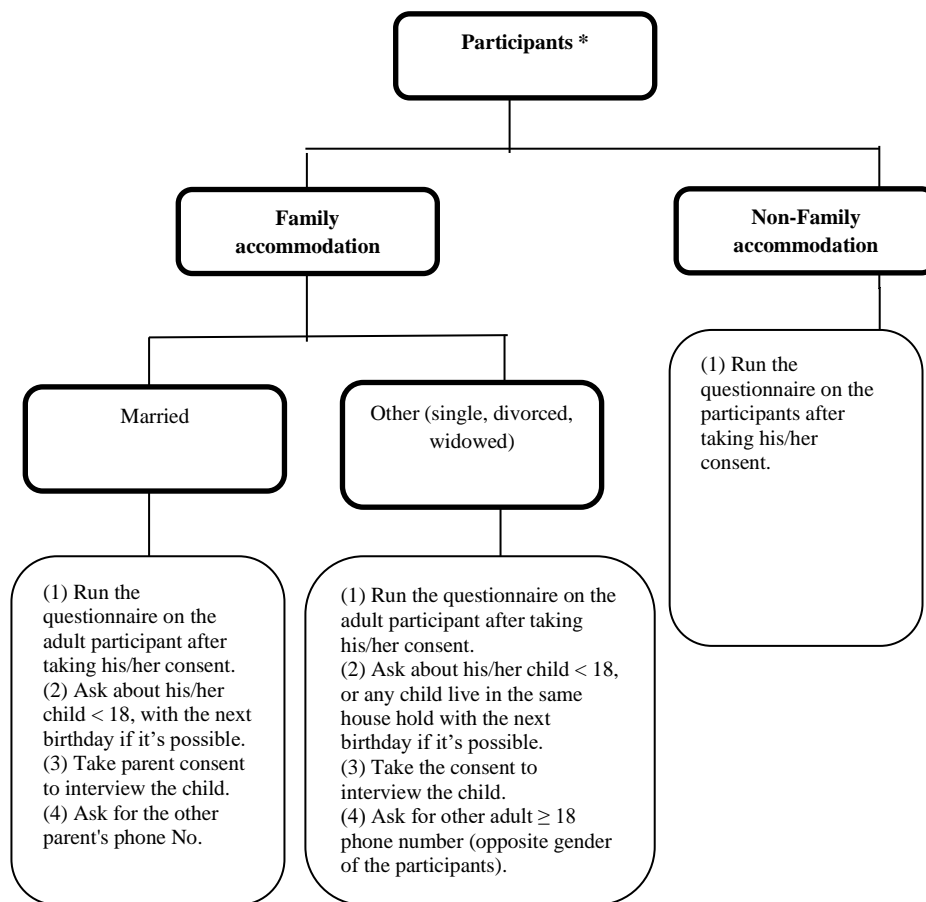 Participants *
Family
accommodation
Non-Family
accommodation
Married
Other (single, divorced,
widowed)
(1) Run the
questionnaire on the
adult participant after
taking his/her consent.
(2) Ask about his/her
child < 18, with the next
birthday if it's possible.
(3) Take parent consent
to interview the child.
(4) Ask for the other
parent's phone No.
(1) Run the questionnaire on the
adult participant after taking
his/her consent.
(2) Ask about his/her child < 18,
or any child live in the same
house hold with the next
birthday if it's possible.
(3) Take the consent to
interview the child.
(4) Ask for other adult ≥ 18
phone number (opposite gender
of the participants).
(1) Run the
questionnaire on the
participants after
taking his/her
consent.